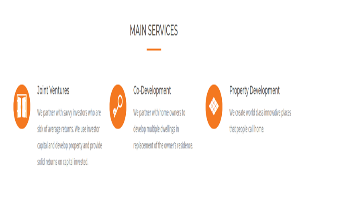 MAIN SERVICES
Joint Ventures
We partner with savvy investors who are
shy of average returns. We use investor
capital and develop property and provide
solid returns on capital invested.
Co-Development
We partner with home owners to
develop multiple dwellings in
replacement of the owner's residence.
Property Development
We create world class innovative places
that people call home.